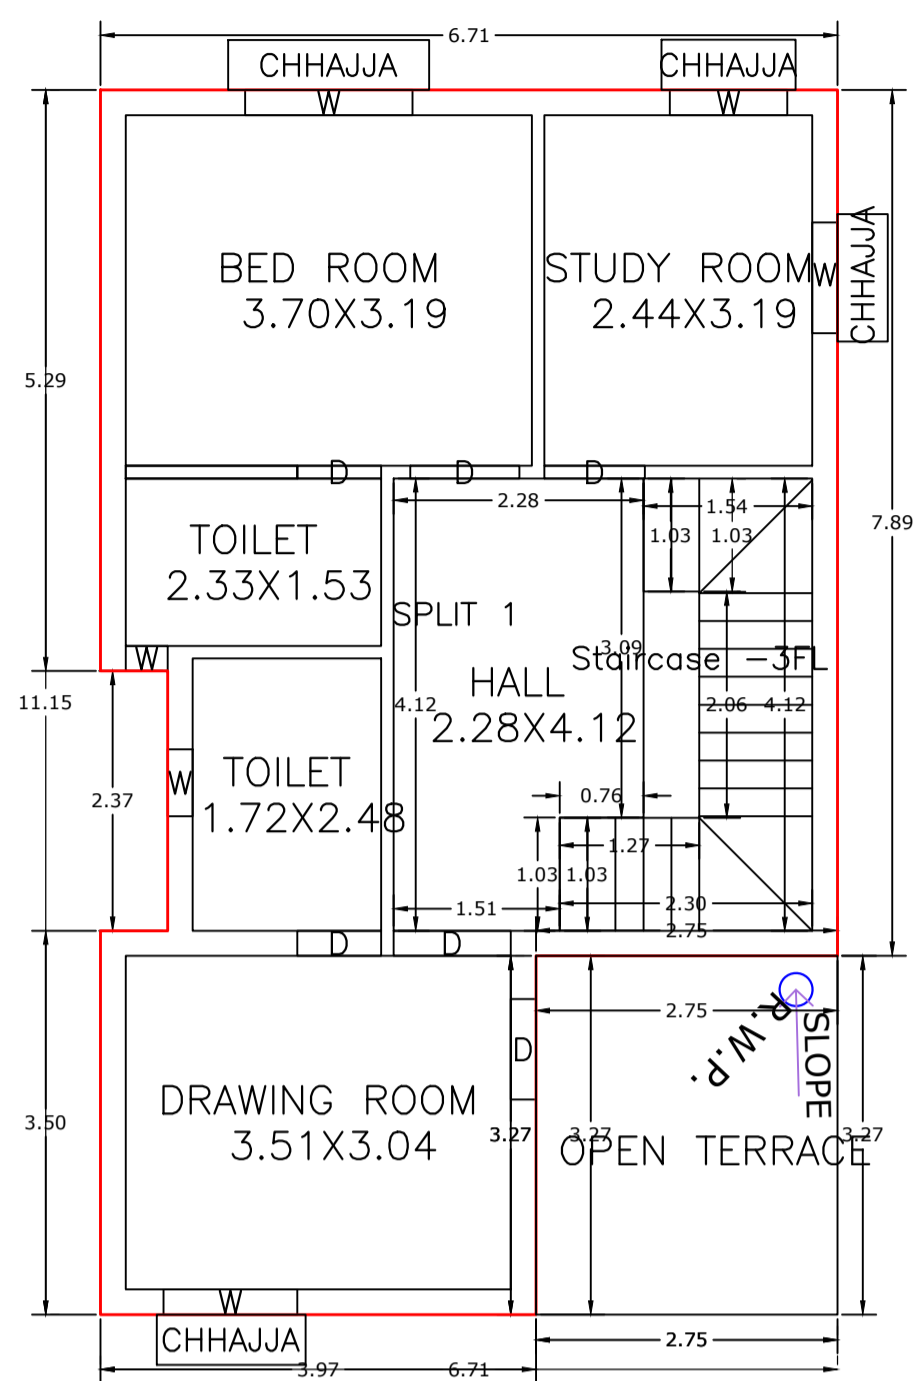 6.71
CHHAJJA
CHHAJJA
W
W
CHHAJJA
W
BED ROOM
3.70X3.19
STUDY ROOM
2.44X3.19
5.29
D
D
D
2.28
1.54
7.89
1.03
1.03
TOILET
2.33X1.53
SPLIT 1
3.09
Staircase -3FL
W
HALL
2.28X4.12
11.15
4.12
2.06
4.12
TOILET
1.72X2.48
W
2.37
0.76
1.27
1.03
1.03
1.51
2.30
2.75
D
D
2.75
R.W.P.
SLOPE
D
DRAWING ROOM
3.51X3.04
3.50
3.27
3.27
OPEN TERRACE
3.27
W
CHHAJJA
2.75
3.97
6.71